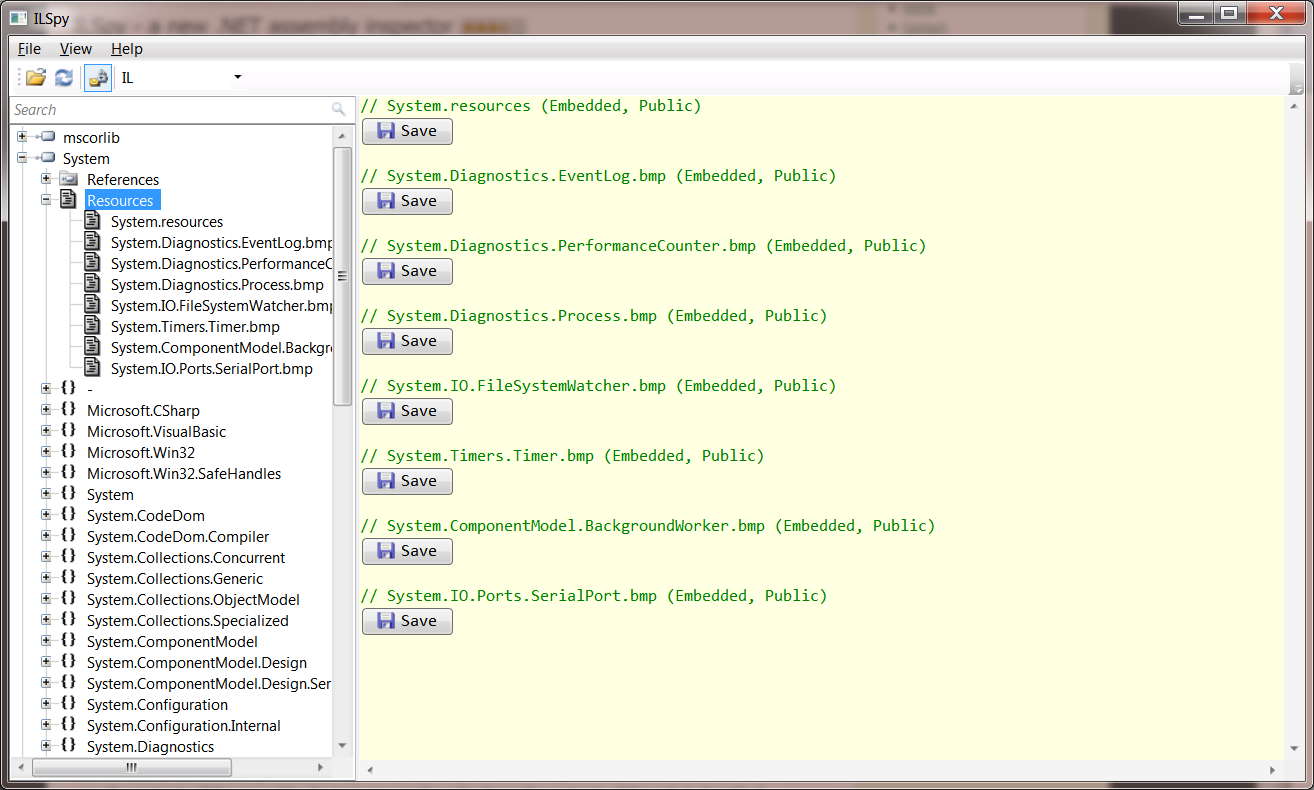 ILSpy
File View Help
IL
Search
mscorlib
System
References
Resources
System.resources
System.Diagnostics.EventLog.bmp
System.Diagnostics.PerformanceC
System.Diagnostics.Process.bmp
System.IO.FileSystemWatcher.bmp
System.Timers.Timer.bmp
System.ComponentModel.Backgr
System.IO.Ports.SerialPort.bmp
-
Microsoft.CSharp
Microsoft.VisualBasic
Microsoft.Win32
Microsoft.Win32.SafeHandles
System
System.CodeDom
System.CodeDom.Compiler
System.Collections.Concurrent
System.Collections.Generic
System.Collections.ObjectModel
System.Collections.Specialized
System.ComponentModel
System.ComponentModel.Design
System.ComponentModel.Design.Ser
System.Configuration
System.Configuration.Internal
System.Diagnostics
// System.resources (Embedded, Public)
Save
// System.Diagnostics.EventLog.bmp (Embedded, Public)
Save
// System.Diagnostics.PerformanceCounter.bmp (Embedded, Public)
Save
// System.Diagnostics.Process.bmp (Embedded, Public)
Save
// System.IO.FileSystemWatcher.bmp (Embedded, Public)
Save
// System.Timers.Timer.bmp (Embedded, Public)
Save
// System.ComponentModel.BackgroundWorker.bmp (Embedded, Public)
Save
// System.IO.Ports.SerialPort.bmp (Embedded, Public)
Save